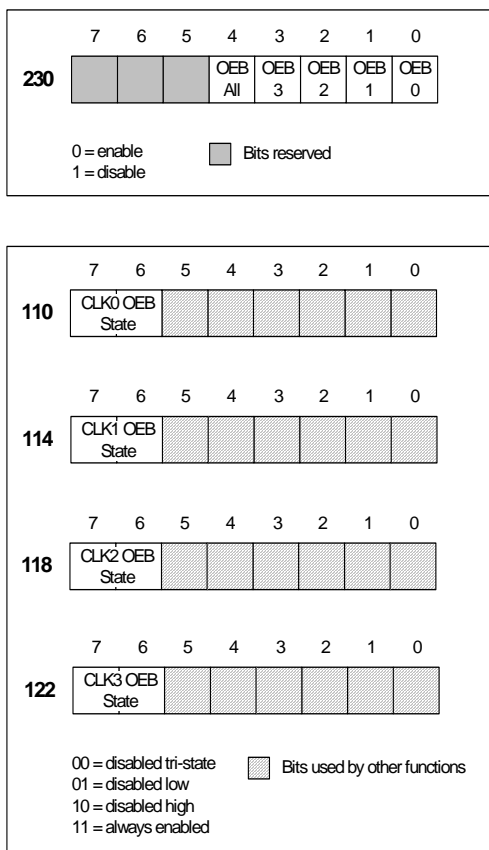 7 6 5 4 3 2 1 0
230
OEB All OEB 3 OEB 2 OEB 1 OEB 0
0 = enable
1 = disable
Bits reserved
7 6 5 4 3 2 1 0
110
CLK0 OEB
State
7 6 5 4 3 2 1 0
114
CLK1 OEB
State
7 6 5 4 3 2 1 0
118
CLK2 OEB
State
7 6 5 4 3 2 1 0
122
CLK3 OEB
State
00 = disabled tri-state
01 = disabled low
10 = disabled high
11 = always enabled
Bits used by other functions